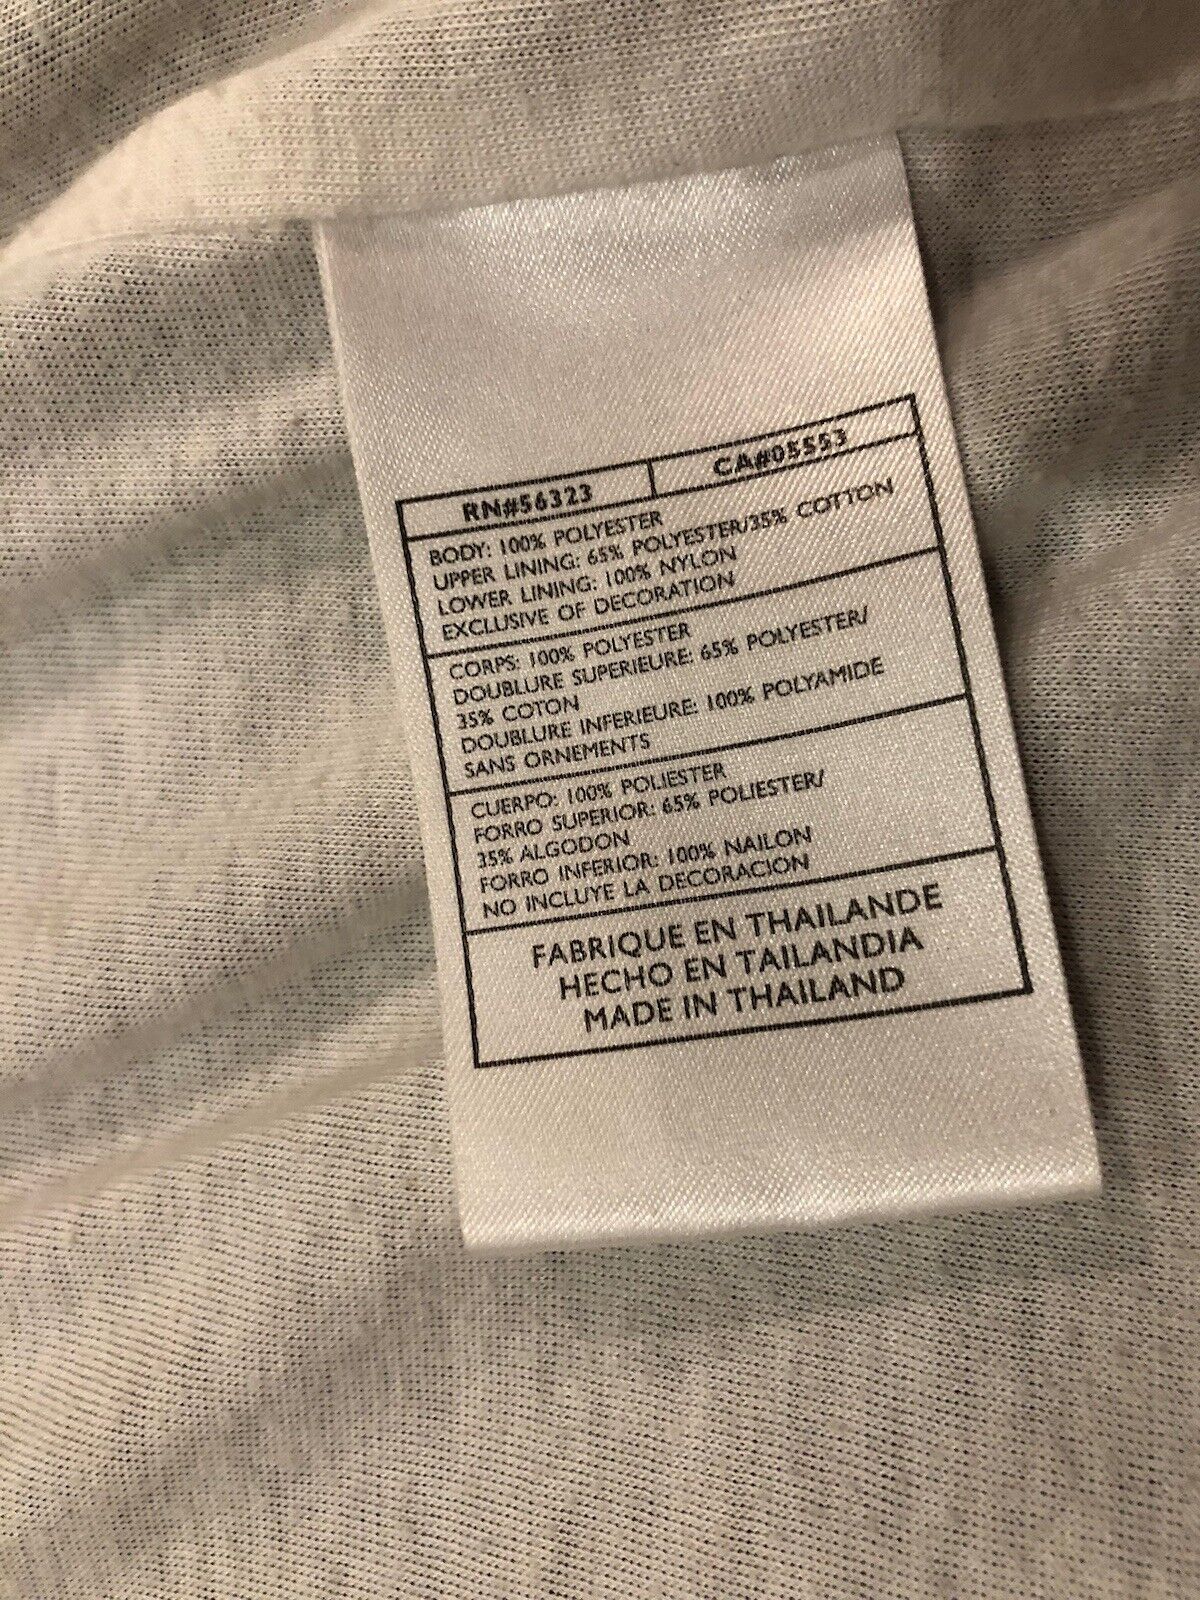 RN#56323 CA#05553
BODY: 100% POLYESTER
UPPER LINING: 65% POLYESTER/35% COTTON
LOWER LINING: 100% NYLON
EXCLUSIVE OF DECORATION
CORPS: 100% POLYESTER
DOUBLURE SUPERIEURE: 65% POLYESTER/
35% COTON
DOUBLURE INFERIEURE: 100% POLYAMIDE
SANS ORNEMENTS
CUERPO: 100% POLIESTER
FORRO SUPERIOR: 65% POLIESTER/
35% ALGODON
FORRO INFERIOR: 100% NAILON
NO INCLUYE LA DECORACION
FABRIQUE EN THAILANDE
HECHO EN TAILANDIA
MADE IN THAILAND